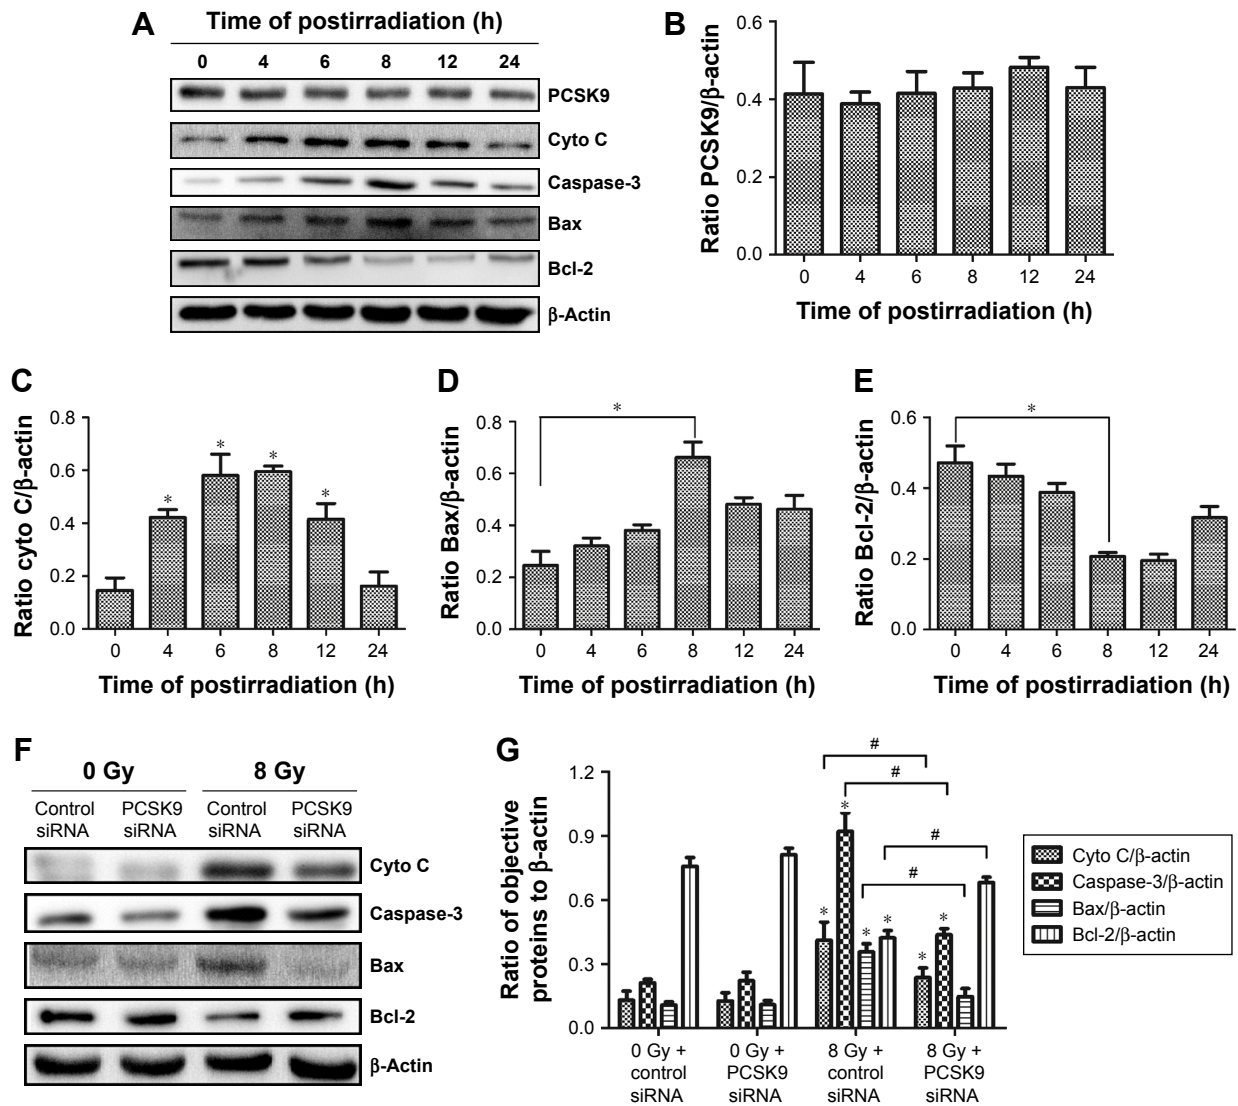 A
Time of postirradiation (h)
0 4 6 8 12 24
PCSK9
Cyto C
Caspase-3
Bax
Bcl-2
β-Actin
B
Ratio PCSK9/β-actin
0.6
0.4
0.2
0.0
0 4 6 8 12 24
Time of postirradiation (h)
C
Ratio cyto C/β-actin
0.8
0.6
0.4
0.2
0.0
* * * *
0 4 6 8 12 24
Time of postirradiation (h)
D
Ratio Bax/β-actin
0.8
0.6
0.4
0.2
0.0
*
0 4 6 8 12 24
Time of postirradiation (h)
E
Ratio Bcl-2/β-actin
0.6
0.4
0.2
0.0
*
0 4 6 8 12 24
Time of postirradiation (h)
F
0 Gy 8 Gy
Control PCSK9 Control PCSK9
siRNA siRNA siRNA siRNA
Cyto C
Caspase-3
Bax
Bcl-2
β-Actin
G
Ratio of objective
proteins to β-actin
1.2
0.9
0.6
0.3
0.0
#
#
#
#
* * * * * *
0 Gy + 0 Gy + 8 Gy + 8 Gy +
control PCSK9 control PCSK9
siRNA siRNA siRNA siRNA
Cyto C/β-actin
Caspase-3/β-actin
Bax/β-actin
Bcl-2/β-actin